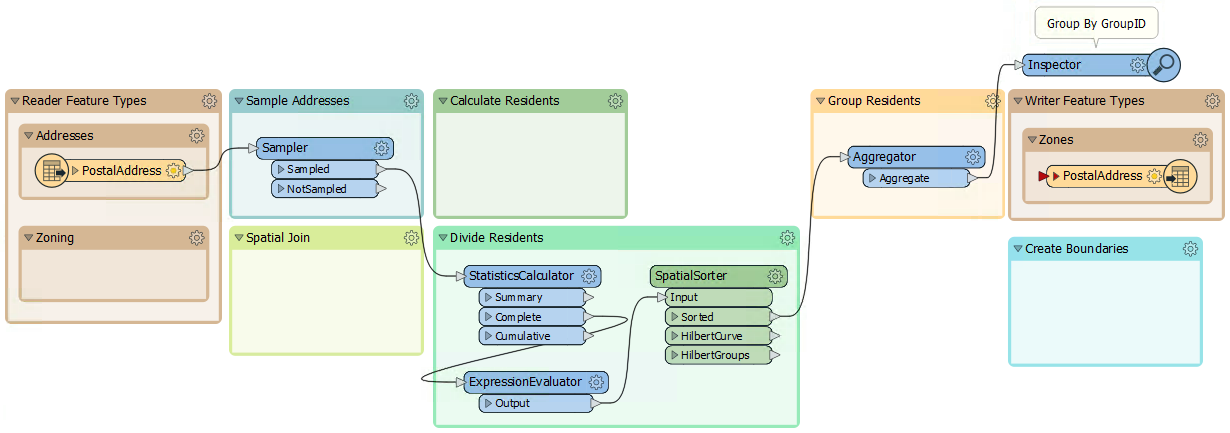 Group By GroupID
Inspector
Reader Feature Types
Addresses
PostalAddress
Zoning
Sample Addresses
Sampler
Sampled
NotSampled
Spatial Join
Calculate Residents
Divide Residents
StatisticsCalculator
Summary
Complete
Cumulative
ExpressionEvaluator
Output
SpatialSorter
Input
Sorted
HilbertCurve
HilbertGroups
Group Residents
Aggregator
Aggregate
Writer Feature Types
Zones
PostalAddress
Create Boundaries